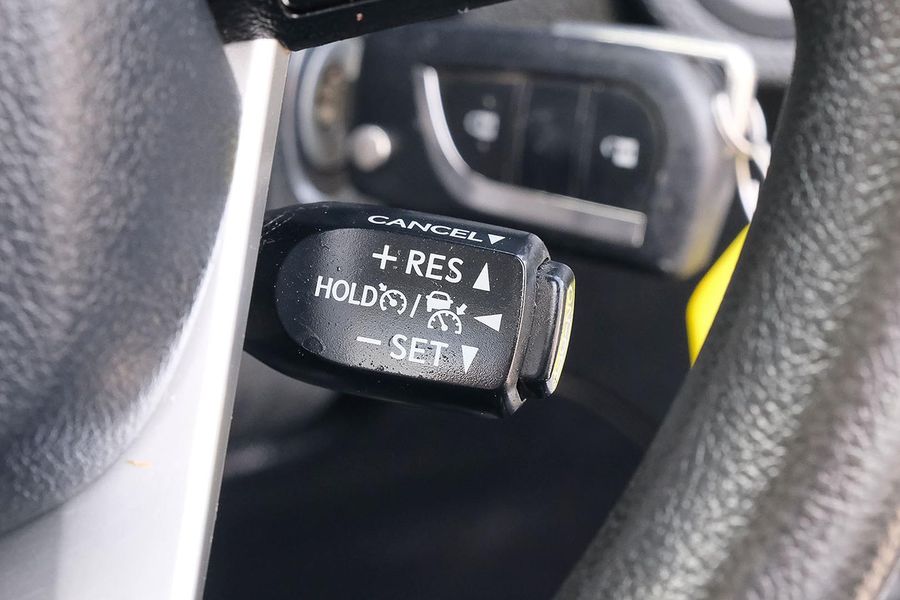 CANCEL▼
+ RES ▲
HOLD / ◀
− SET ▼